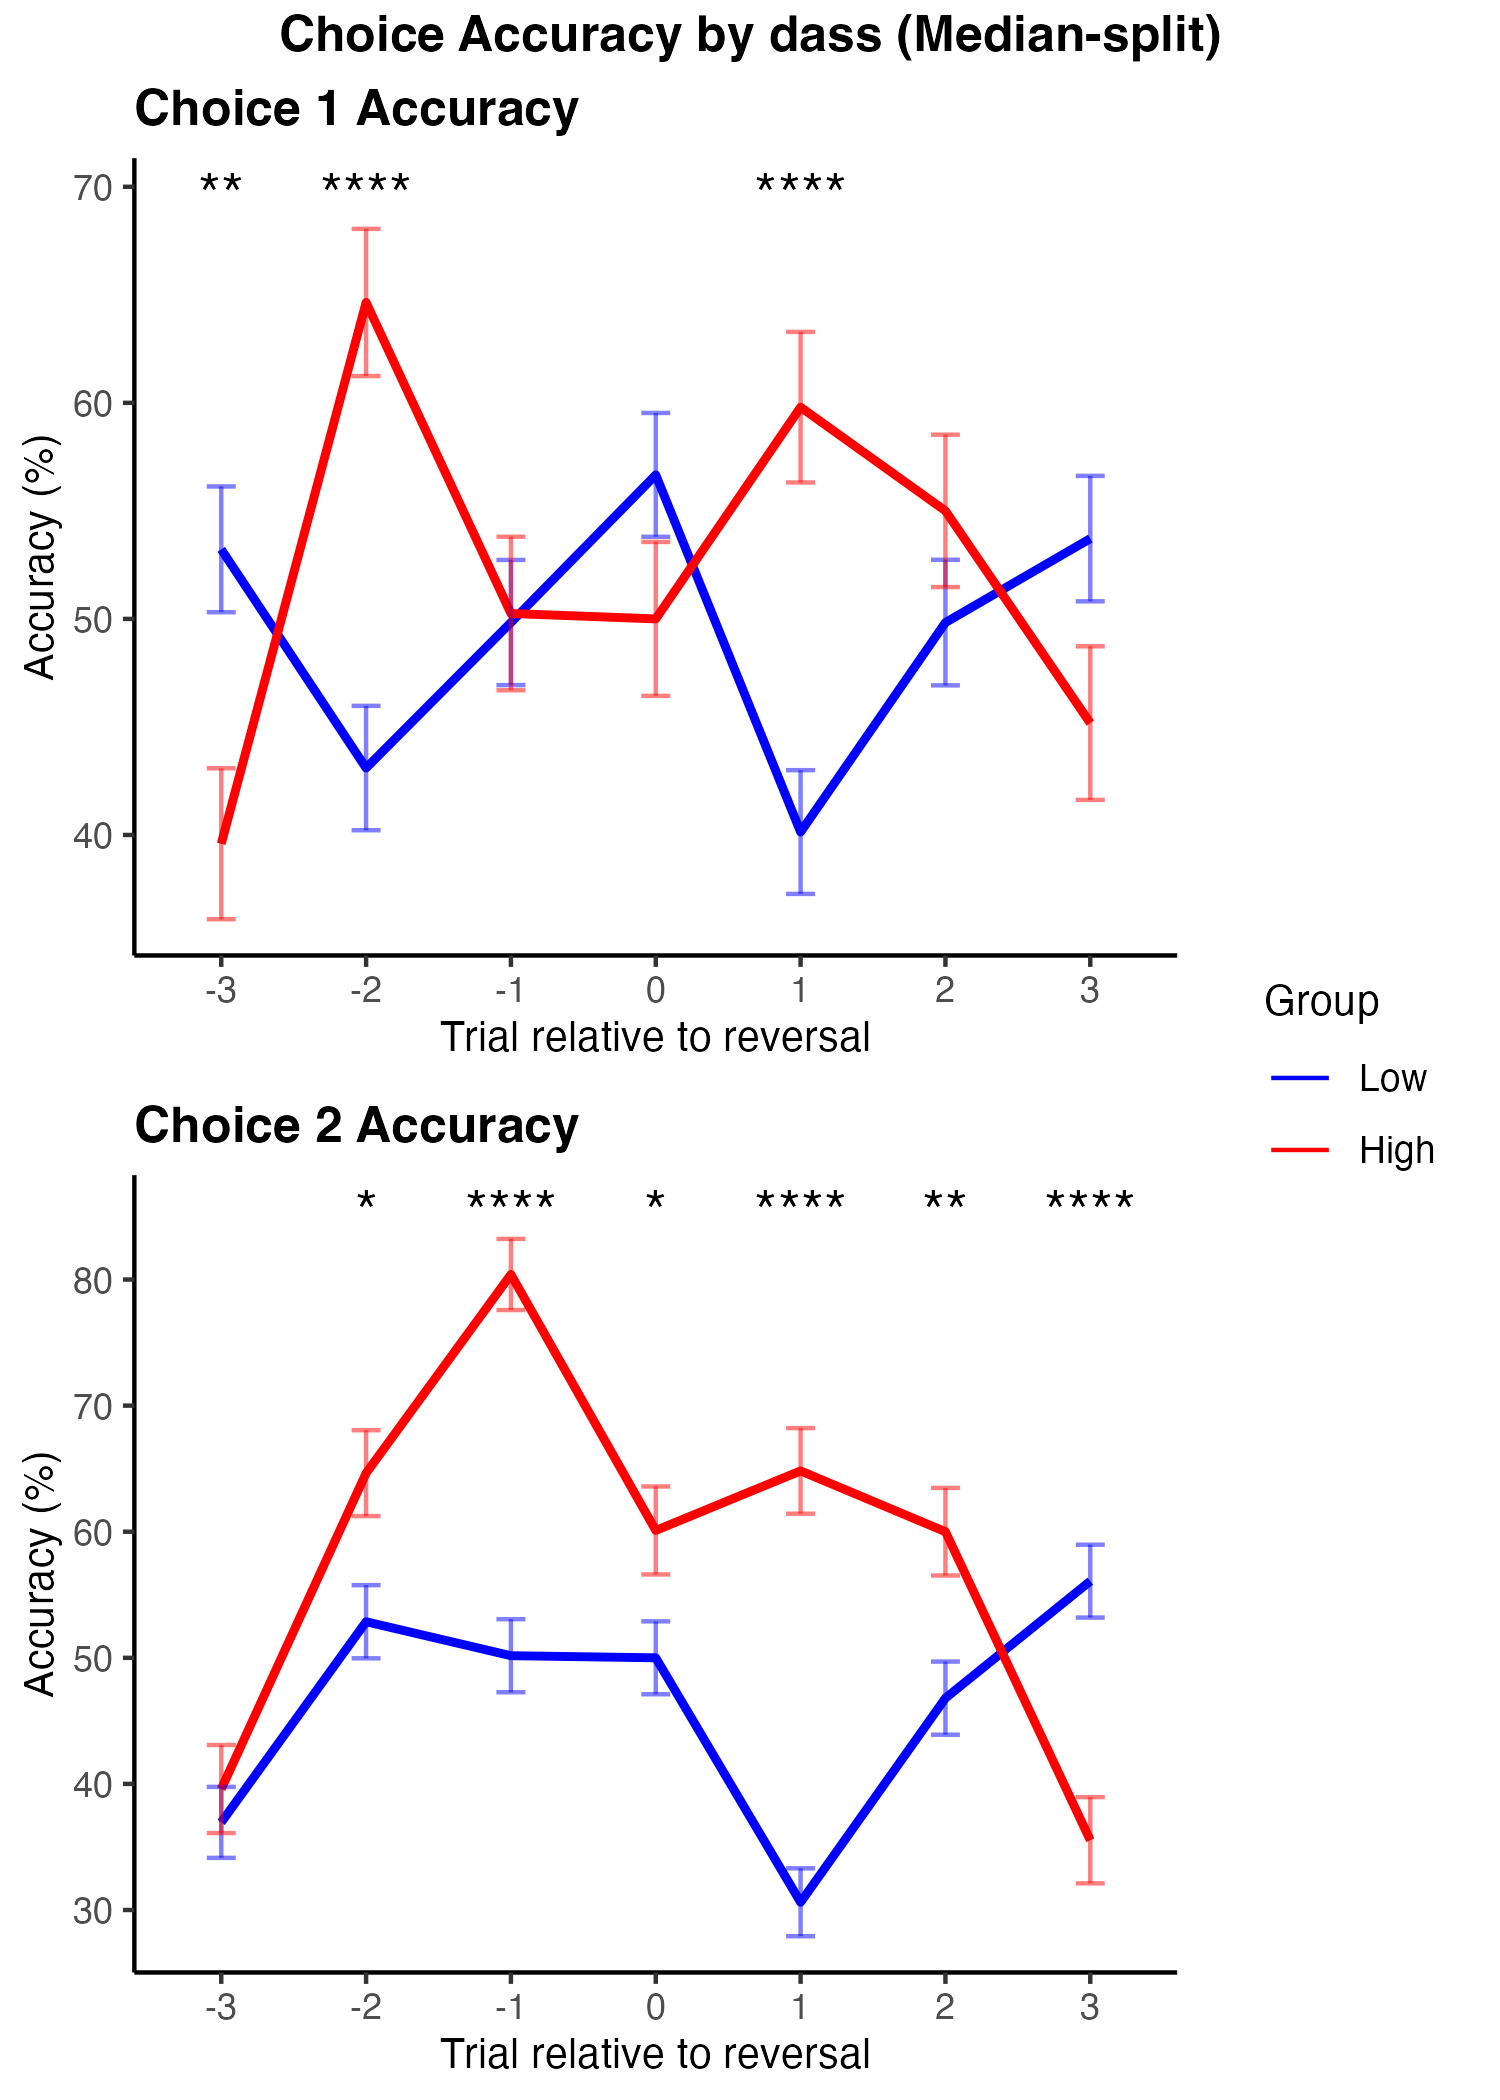 Choice Accuracy by dass (Median-split)
Choice 1 Accuracy
** **** ****
70
60
50
40
Accuracy (%)
-3 -2 -1 0 1 2 3
Trial relative to reversal
Group
Low
High
Choice 2 Accuracy
* **** * **** ** ****
80
70
60
50
40
30
Accuracy (%)
-3 -2 -1 0 1 2 3
Trial relative to reversal